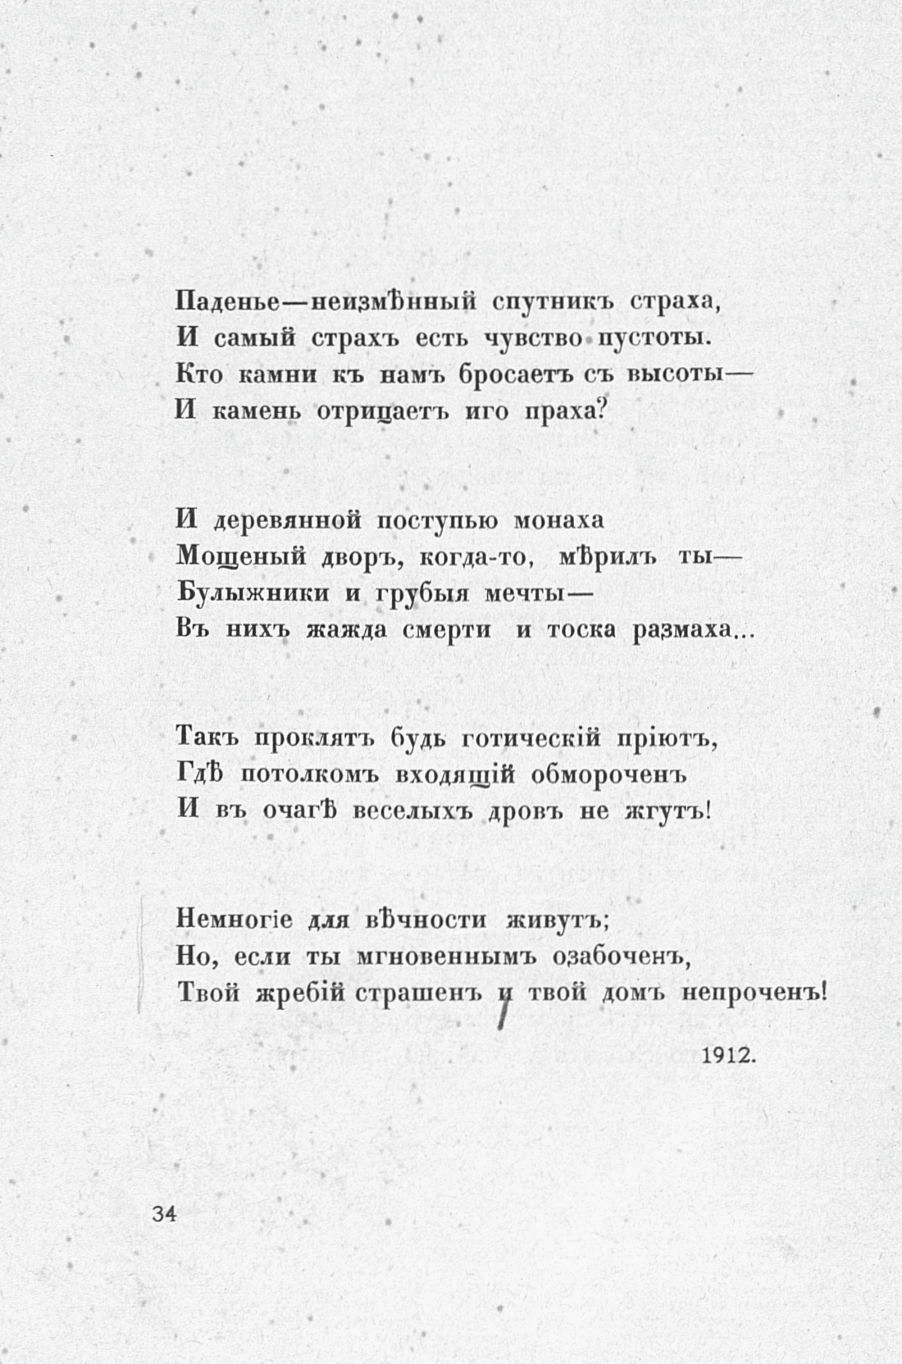 Паденье—неизмѣнный спутникъ страха,
И самый страхъ есть чувство пустоты.
Кто камни къ намъ бросаетъ съ высоты—
И камень отрицаетъ иго праха?
И деревянной поступью монаха
Мощеный дворъ, когда-то, мѣрилъ ты—
Булыжники и грубыя мечты—
Въ нихъ жажда смерти и тоска размаха...
Такъ проклятъ будь готическій пріютъ,
Гдѣ потолкомъ входящій обмороченъ
И въ очагѣ веселыхъ дровъ не жгутъ!
Немногіе для вѣчности живутъ;
Но, если ты мгновеннымъ озабоченъ,
Твой жребій страшенъ и твой домъ непроченъ!
1912.
34